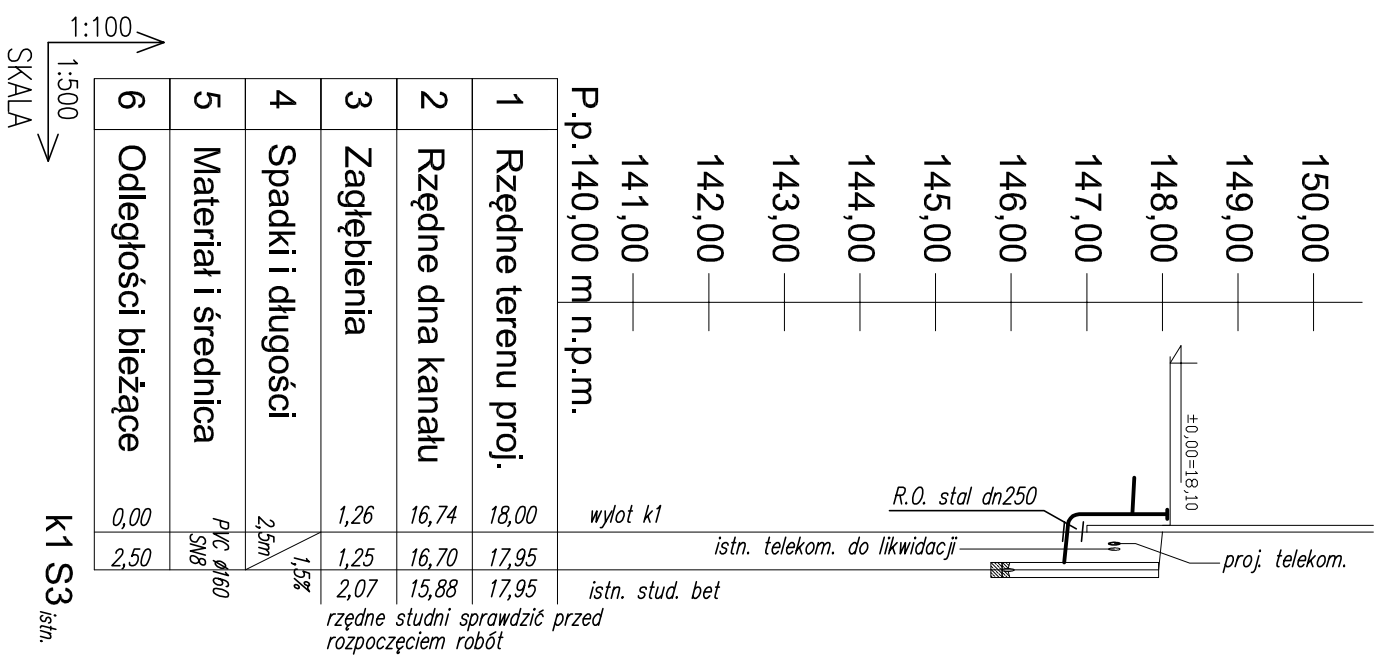 150,00
149,00
148,00
147,00
146,00
145,00
144,00
143,00
142,00
141,00
P.p.140,00 m n.p.m.
±0,00=18,10
R.O. stal dn250
istn. telekom. do likwidacji
proj. telekom.
wylot k1
istn. stud. bet
1 Rzędne terenu proj. 18,00 17,95 17,95
2 Rzędne dna kanału 16,74 16,70 15,88
3 Zagłębienia 1,26 1,25 2,07
4 Spadki i długości 2,5m 1,5%
5 Materiał i średnica PVC Ø160
SN8
6 Odległości bieżące 0,00 2,50
rzędne studni sprawdzić przed
rozpoczęciem robót
k1 S3 istn.
1:100
1:500
SKALA